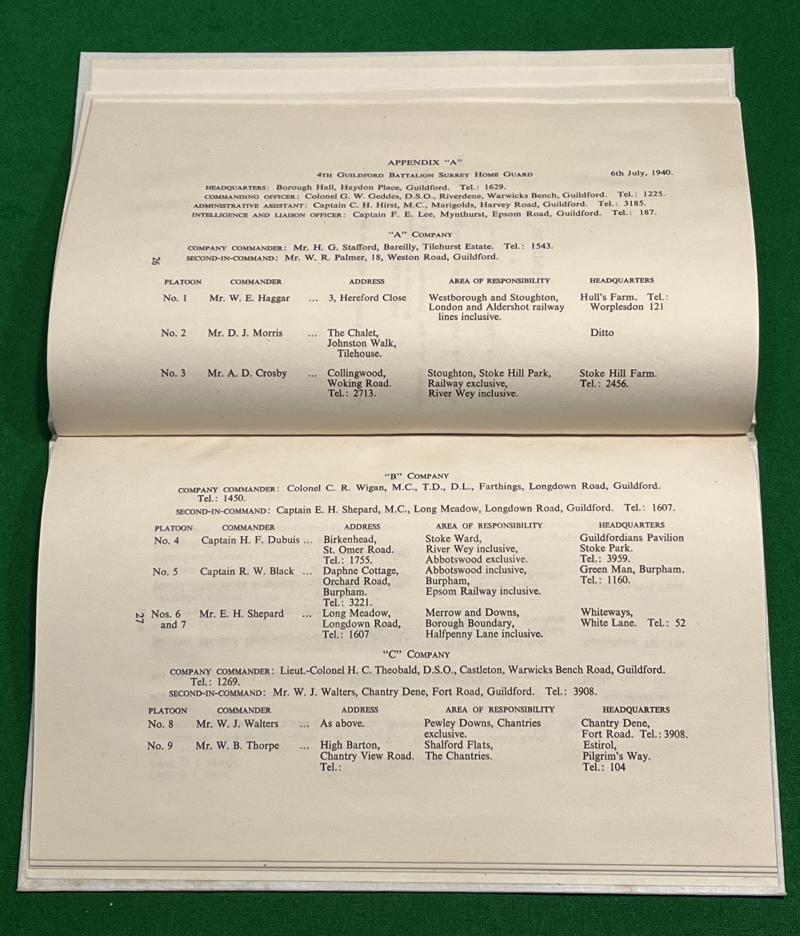 APPENDIX "A"
4TH GUILDFORD BATTALION SURREY HOME GUARD 6th July, 1940.
HEADQUARTERS: Borough Hall, Haydon Place, Guildford. Tel.: 1629.
COMMANDING OFFICER: Colonel G. W. Geddes, D.S.O., Riverdene, Warwicks Bench, Guildford. Tel.: 1225.
ADMINISTRATIVE ASSISTANT: Captain C. H. Hirst, M.C., Marigolds, Harvey Road, Guildford. Tel.: 3185.
INTELLIGENCE AND LIAISON OFFICER: Captain F. E. Lee, Mynthurst, Epsom Road, Guildford. Tel.: 187.
"A" COMPANY
COMPANY COMMANDER: Mr. H. G. Stafford, Bareilly, Tilehurst Estate. Tel.: 1543.
SECOND-IN-COMMAND: Mr. W. R. Palmer, 18, Weston Road, Guildford.
26
PLATOON COMMANDER ADDRESS AREA OF RESPONSIBILITY HEADQUARTERS
No. 1 Mr. W. E. Haggar ... 3, Hereford Close Westborough and Stoughton, Hull's Farm. Tel.:
London and Aldershot railway Worplesdon 121
lines inclusive.
No. 2 Mr. D. J. Morris ... The Chalet, Ditto
Johnston Walk,
Tilehouse.
No. 3 Mr. A. D. Crosby ... Collingwood, Stoughton, Stoke Hill Park, Stoke Hill Farm.
Woking Road. Railway exclusive, Tel.: 2456.
Tel.: 2713. River Wey inclusive.
"B" COMPANY
COMPANY COMMANDER: Colonel C. R. Wigan, M.C., T.D., D.L., Farthings, Longdown Road, Guildford.
Tel.: 1450.
SECOND-IN-COMMAND: Captain E. H. Shepard, M.C., Long Meadow, Longdown Road, Guildford. Tel.: 1607.
PLATOON COMMANDER ADDRESS AREA OF RESPONSIBILITY HEADQUARTERS
No. 4 Captain H. F. Dubuis ... Birkenhead, Stoke Ward, Guildfordians Pavilion
St. Omer Road. River Wey inclusive, Stoke Park.
Tel.: 1755. Abbotswood exclusive. Tel.: 3959.
No. 5 Captain R. W. Black ... Daphne Cottage, Abbotswood inclusive, Green Man, Burpham.
Orchard Road, Burpham, Tel.: 1160.
Burpham. Epsom Railway inclusive.
Tel.: 3221.
27
Nos. 6 Mr. E. H. Shepard ... Long Meadow, Merrow and Downs, Whiteways,
and 7 Longdown Road, Borough Boundary, White Lane. Tel.: 52
Tel.: 1607 Halfpenny Lane inclusive.
"C" COMPANY
COMPANY COMMANDER: Lieut.-Colonel H. C. Theobald, D.S.O., Castleton, Warwicks Bench Road, Guildford.
Tel.: 1269.
SECOND-IN-COMMAND: Mr. W. J. Walters, Chantry Dene, Fort Road, Guildford. Tel.: 3908.
PLATOON COMMANDER ADDRESS AREA OF RESPONSIBILITY HEADQUARTERS
No. 8 Mr. W. J. Walters ... As above. Pewley Downs, Chantries Chantry Dene,
exclusive. Fort Road. Tel.: 3908.
No. 9 Mr. W. B. Thorpe ... High Barton, Shalford Flats, Estirol,
Chantry View Road. The Chantries. Pilgrim's Way.
Tel.: Tel.: 104